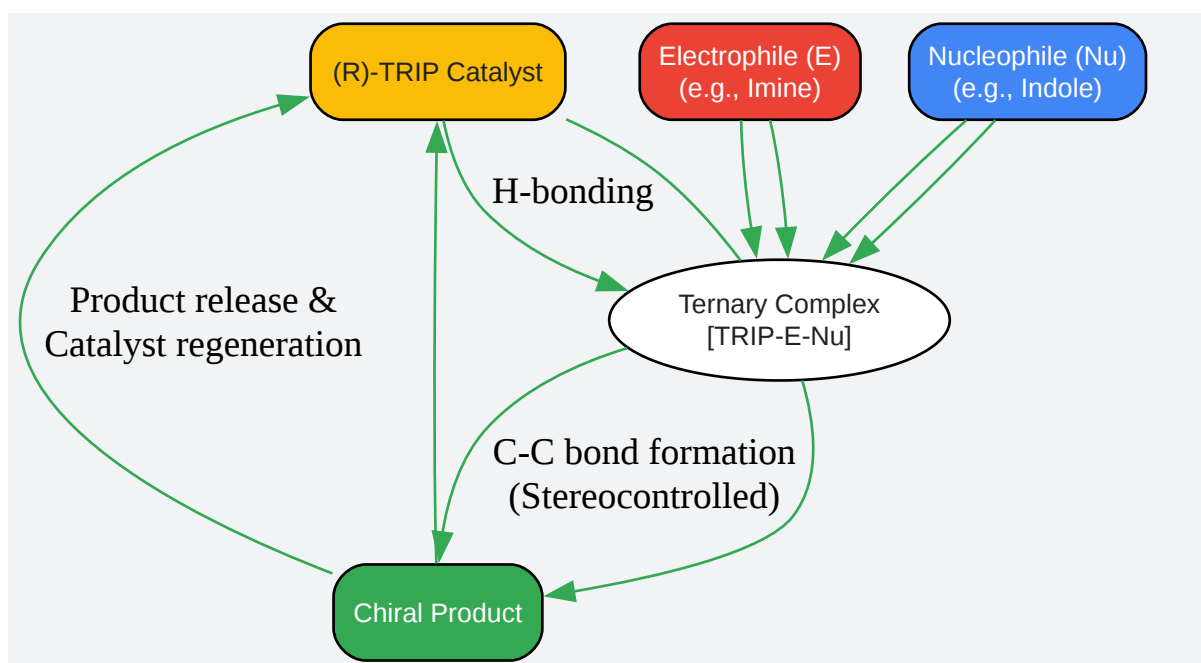 (R)-TRIP Catalyst
Electrophile (E)
(e.g., Imine)
Nucleophile (Nu)
(e.g., Indole)
H-bonding
Product release &
Catalyst regeneration
Ternary Complex
[TRIP-E-Nu]
C-C bond formation
(Stereocontrolled)
Chiral Product